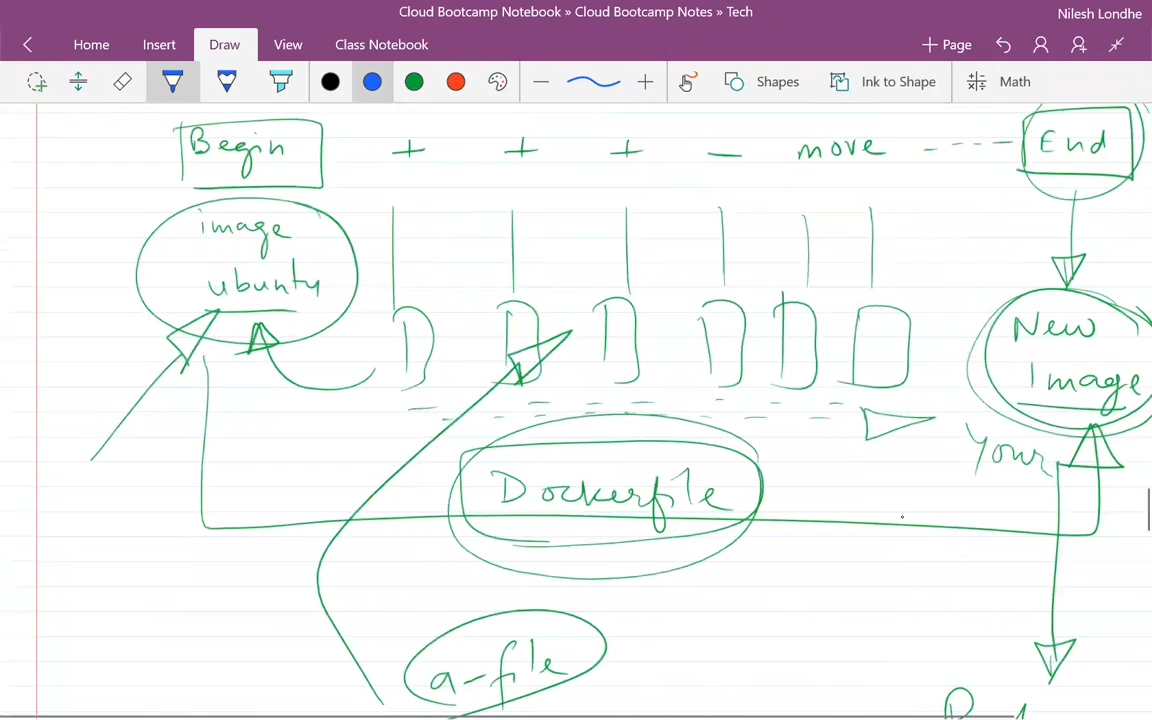 Cloud Bootcamp Notebook » Cloud Bootcamp Notes » Tech
Nilesh Londhe
Home Insert Draw View Class Notebook
Page
Shapes Ink to Shape Math
Begin + + + - move ----- End
image
ubunty
D D D D D
New
Image
Your
Dockerfile
a-file